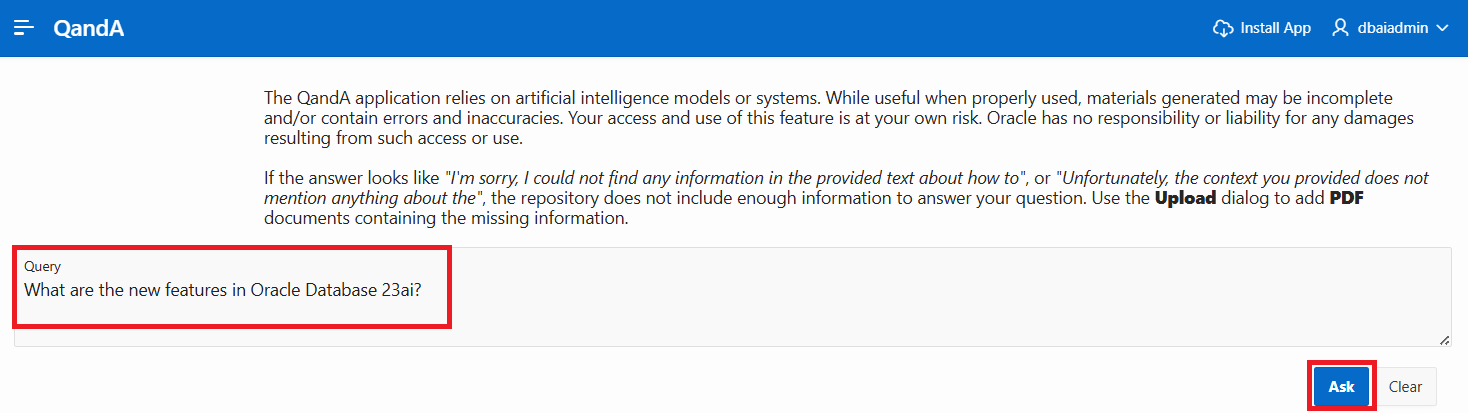 QandA
Install App
dbaiadmin
The QandA application relies on artificial intelligence models or systems. While useful when properly used, materials generated may be incomplete
and/or contain errors and inaccuracies. Your access and use of this feature is at your own risk. Oracle has no responsibility or liability for any damages
resulting from such access or use.
If the answer looks like "I'm sorry, I could not find any information in the provided text about how to", or "Unfortunately, the context you provided does not
mention anything about the", the repository does not include enough information to answer your question. Use the Upload dialog to add PDF
documents containing the missing information.
Query
What are the new features in Oracle Database 23ai?
Ask
Clear